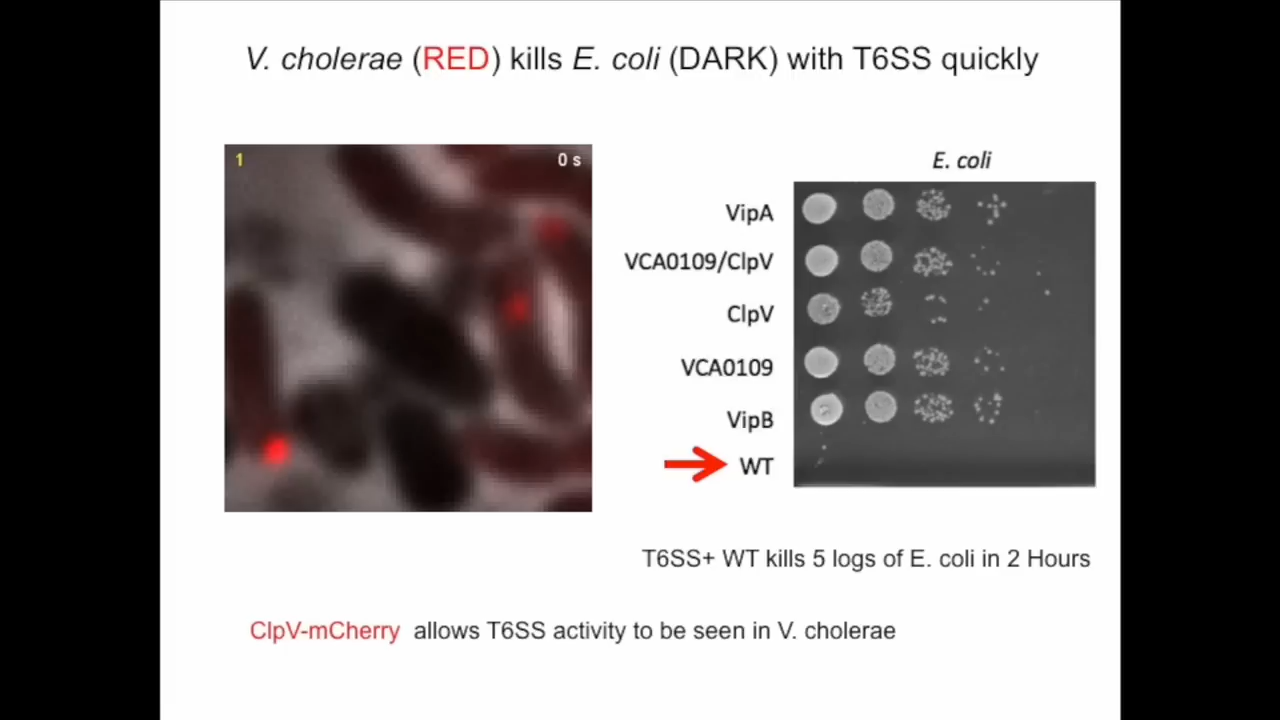 V. cholerae (RED) kills E. coli (DARK) with T6SS quickly
1
0 s
E. coli
VipA
VCA0109/ClpV
ClpV
VCA0109
VipB
WT
T6SS+ WT kills 5 logs of E. coli in 2 Hours
ClpV-mCherry allows T6SS activity to be seen in V. cholerae